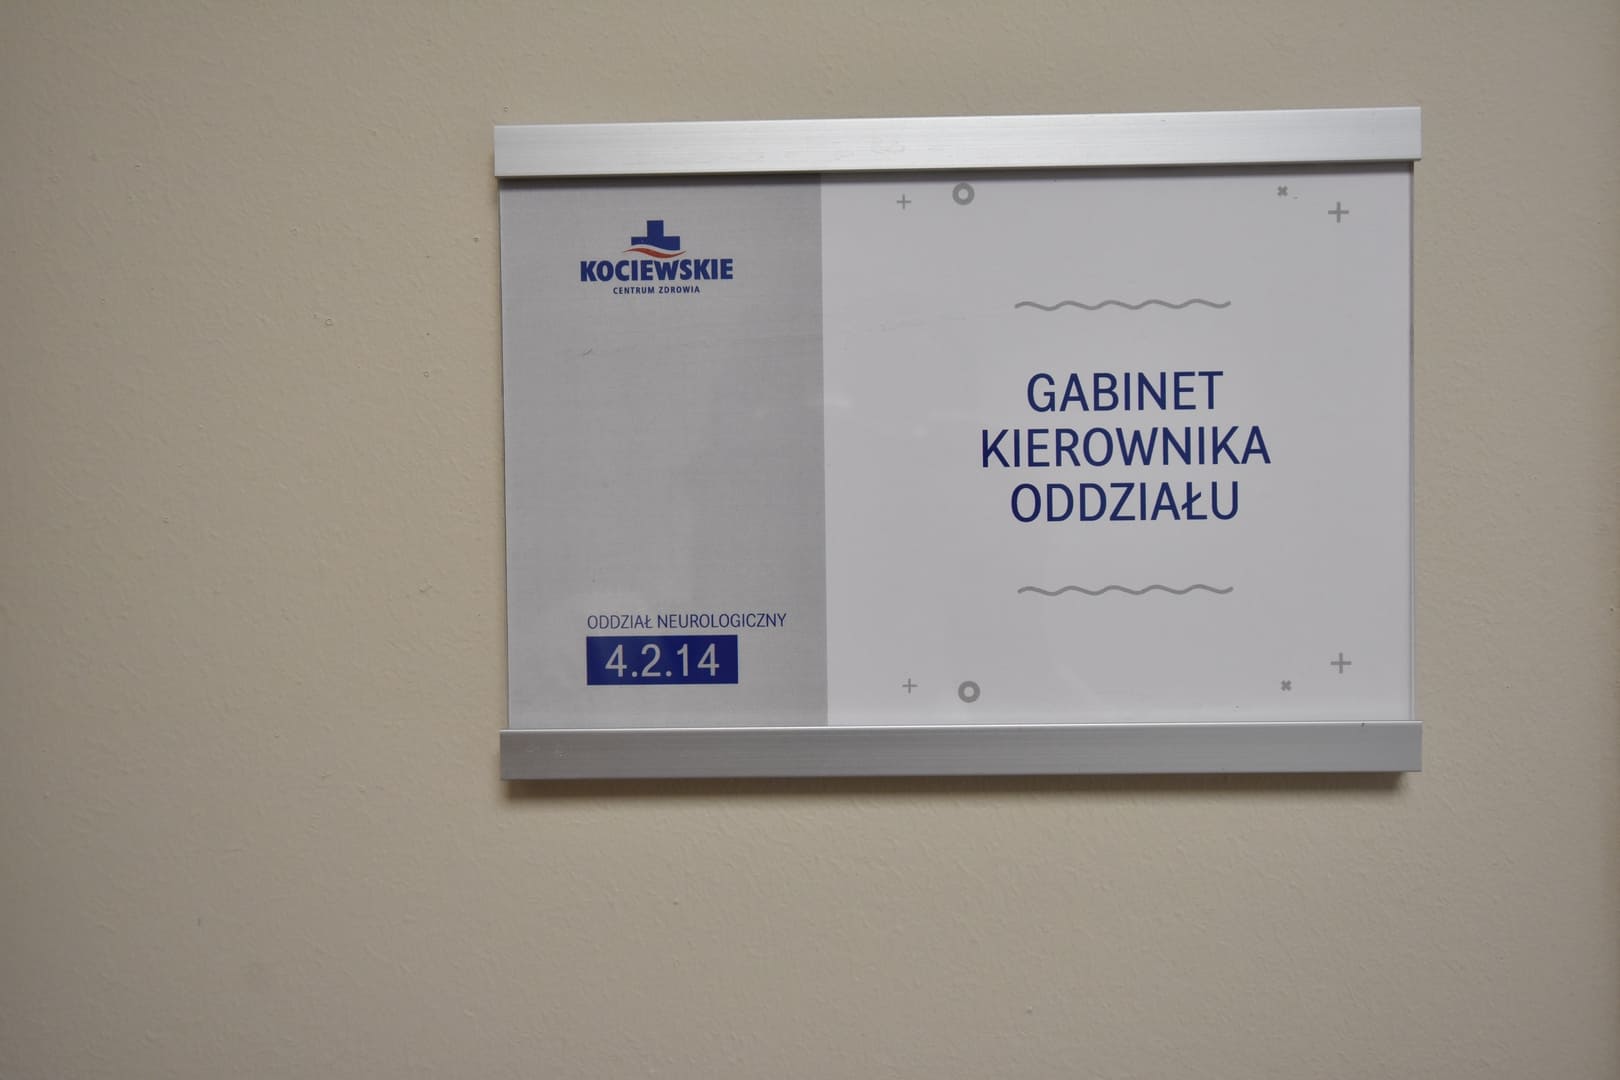 KOCIEWSKIE
CENTRUM ZDROWIA
ODDZIAŁ NEUROLOGICZNY
4.2.14
GABINET
KIEROWNIKA
ODDZIAŁU